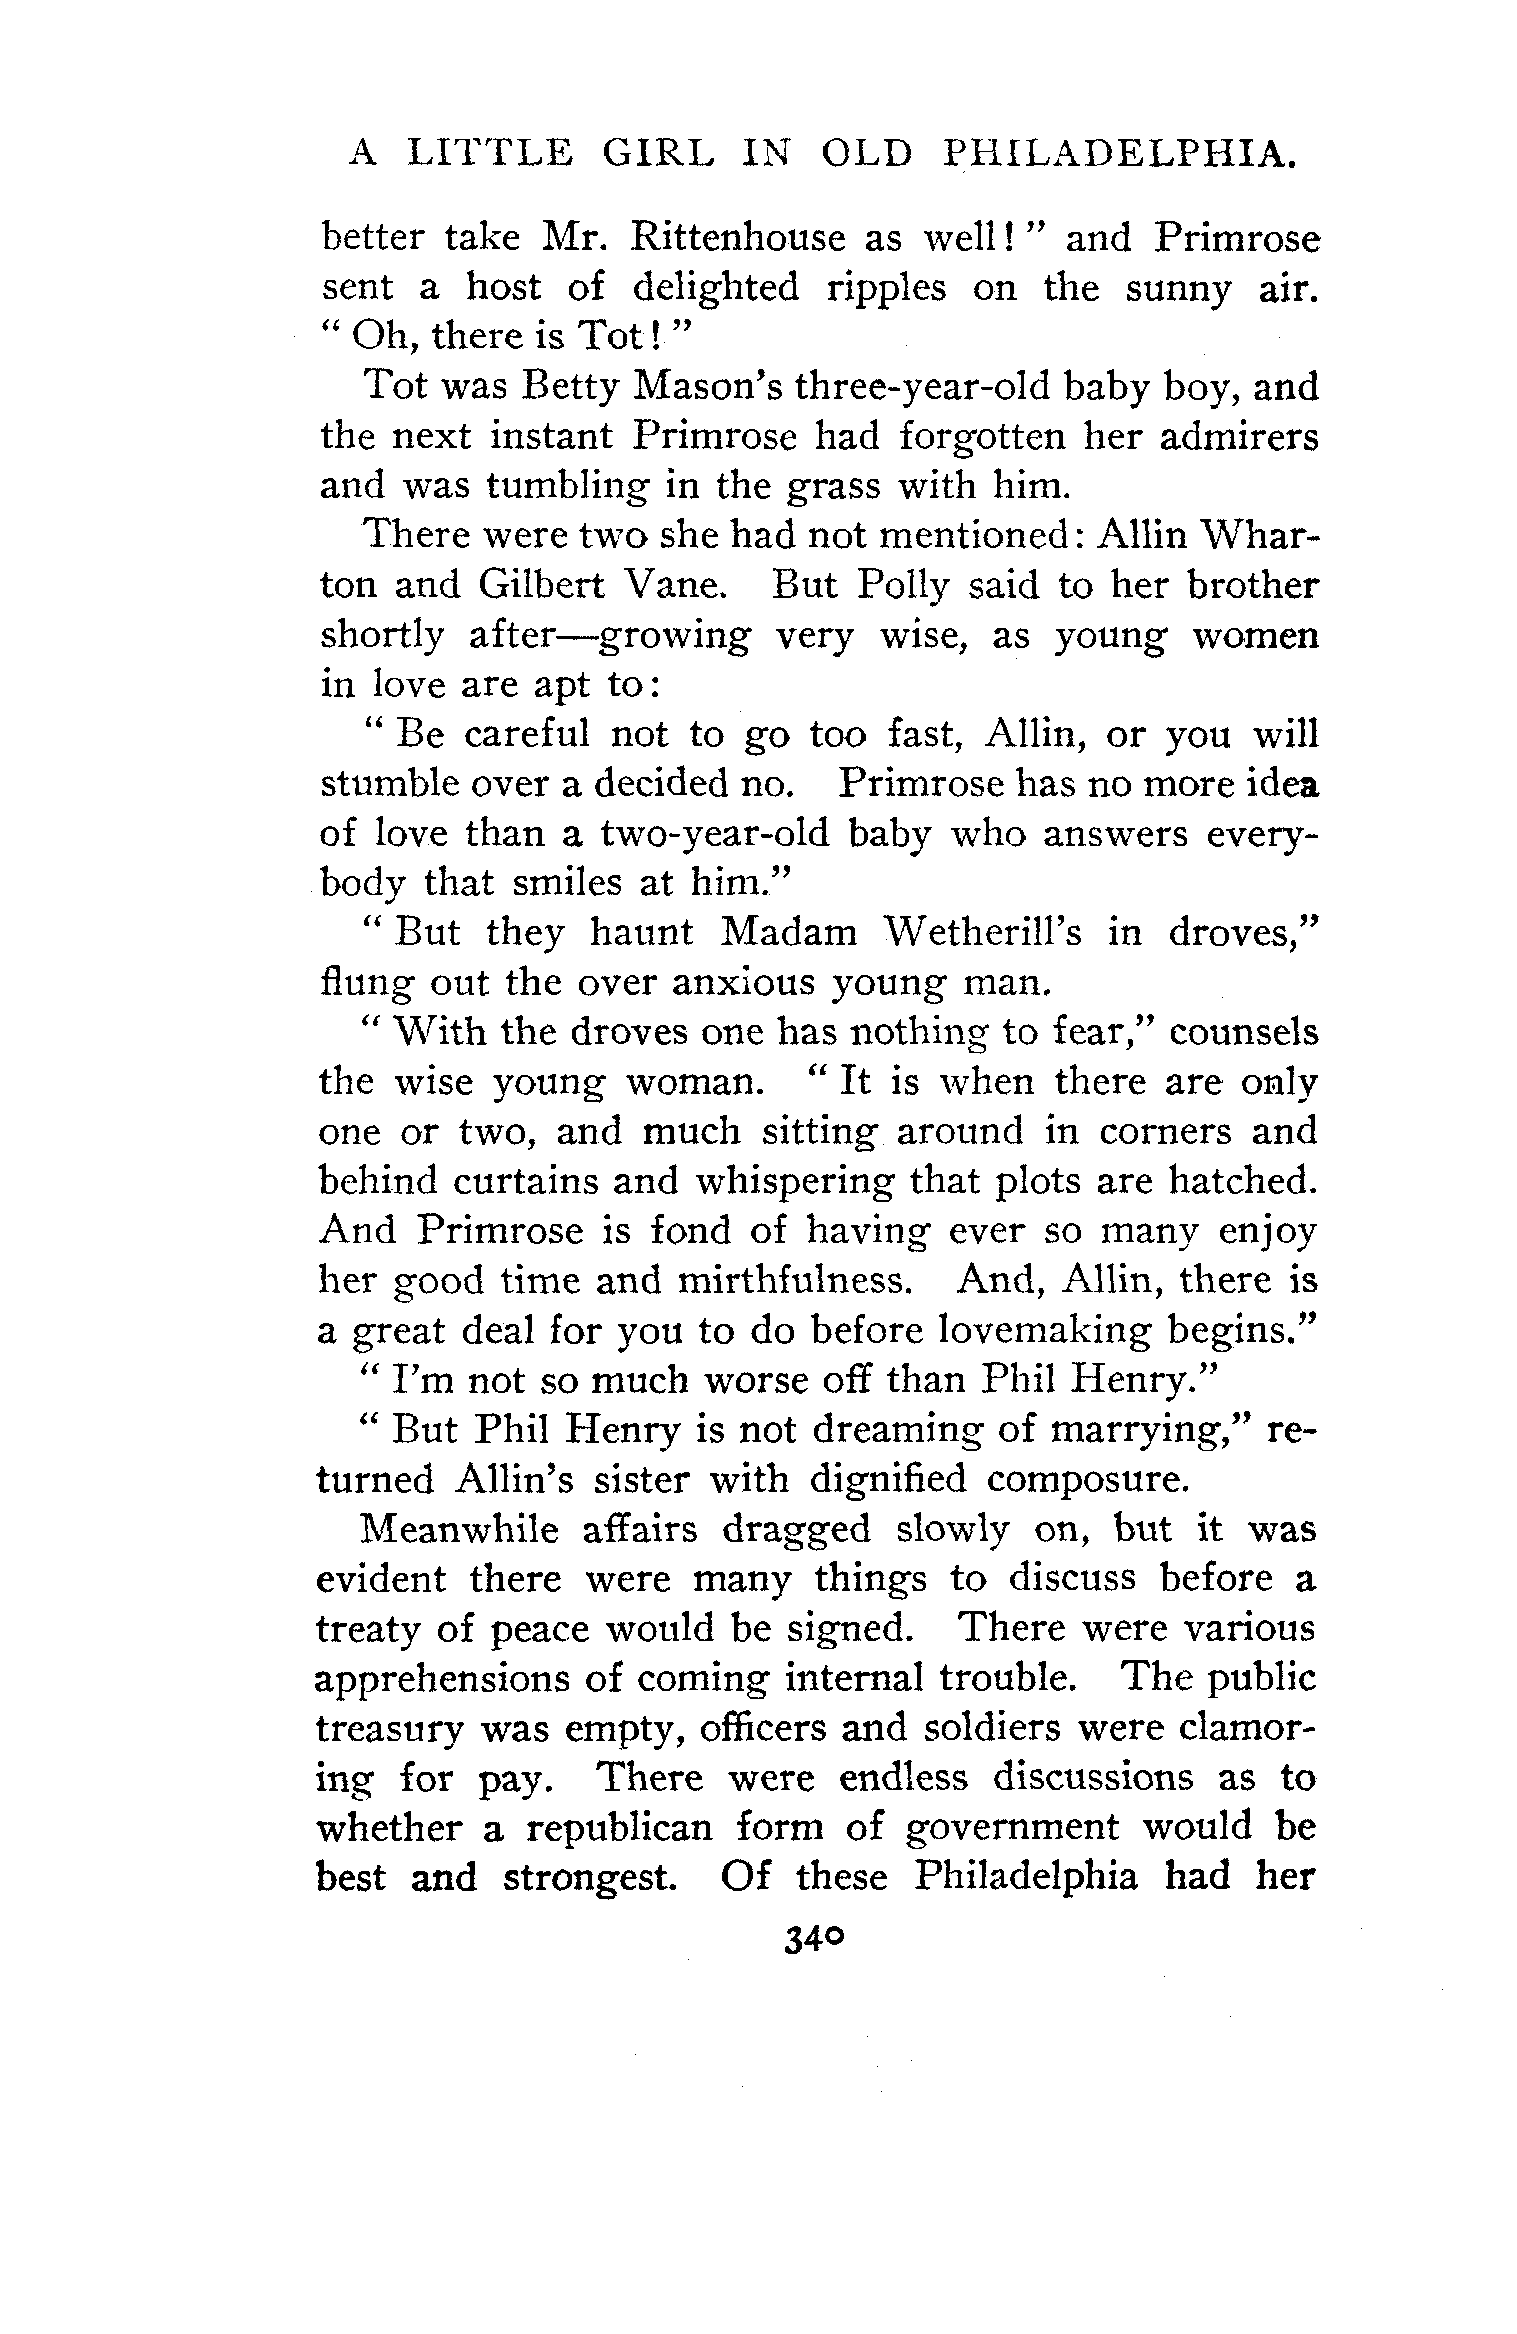 A LITTLE GIRL IN OLD PHILADELPHIA.
better take Mr. Rittenhouse as well! " and Primrose
sent a host of delighted ripples on the sunny air.
" Oh, there is Tot! "
Tot was Betty Mason's three-year-old baby boy, and
the next instant Primrose had forgotten her admirers
and was tumbling in the grass with him.
There were two she had not mentioned: Allin Whar-
ton and Gilbert Vane. But Polly said to her brother
shortly after—growing very wise, as young women
in love are apt to:
" Be careful not to go too fast, Allin, or you will
stumble over a decided no. Primrose has no more idea
of love than a two-year-old baby who answers every-
body that smiles at him."
" But they haunt Madam Wetherill's in droves,"
flung out the over anxious young man.
" With the droves one has nothing to fear," counsels
the wise young woman. " It is when there are only
one or two, and much sitting around in corners and
behind curtains and whispering that plots are hatched.
And Primrose is fond of having ever so many enjoy
her good time and mirthfulness. And, Allin, there is
a great deal for you to do before lovemaking begins."
" I'm not so much worse off than Phil Henry."
" But Phil Henry is not dreaming of marrying," re-
turned Allin's sister with dignified composure.
Meanwhile affairs dragged slowly on, but it was
evident there were many things to discuss before a
treaty of peace would be signed. There were various
apprehensions of coming internal trouble. The public
treasury was empty, officers and soldiers were clamor-
ing for pay. There were endless discussions as to
whether a republican form of government would be
best and strongest. Of these Philadelphia had her
340